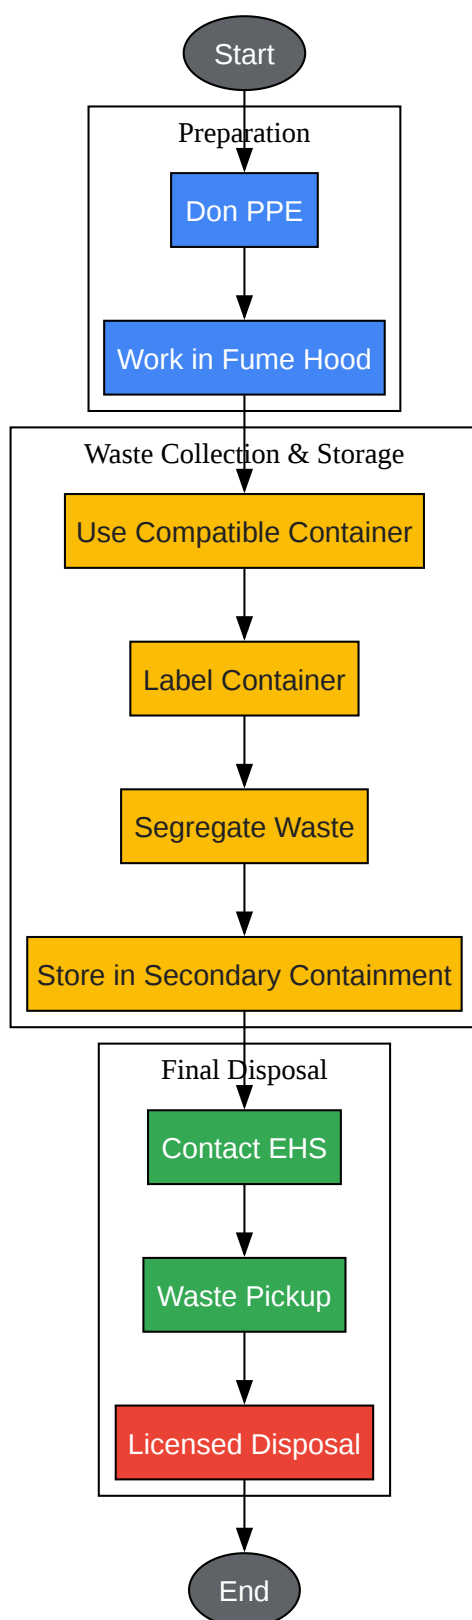 Start
Preparation
Don PPE
Work in Fume Hood
Waste Collection & Storage
Use Compatible Container
Label Container
Segregate Waste
Store in Secondary Containment
Final Disposal
Contact EHS
Waste Pickup
Licensed Disposal
End